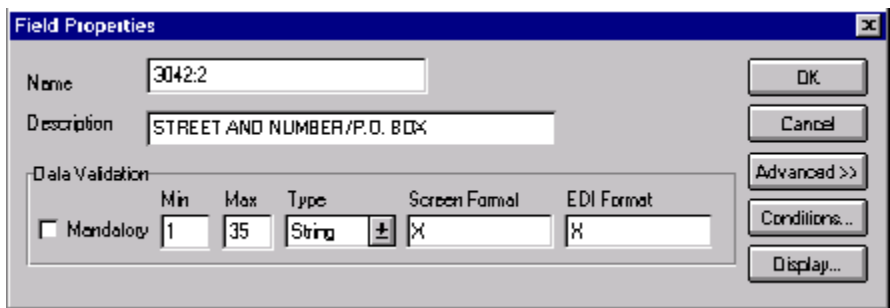 Field Properties
Name 3042:2
Description STREET AND NUMBER/P.O. BOX
Data Validation
Min Max Type Screen Format EDI Format
Mandatory 1 35 String X X
OK
Cancel
Advanced >>
Conditions...
Display...